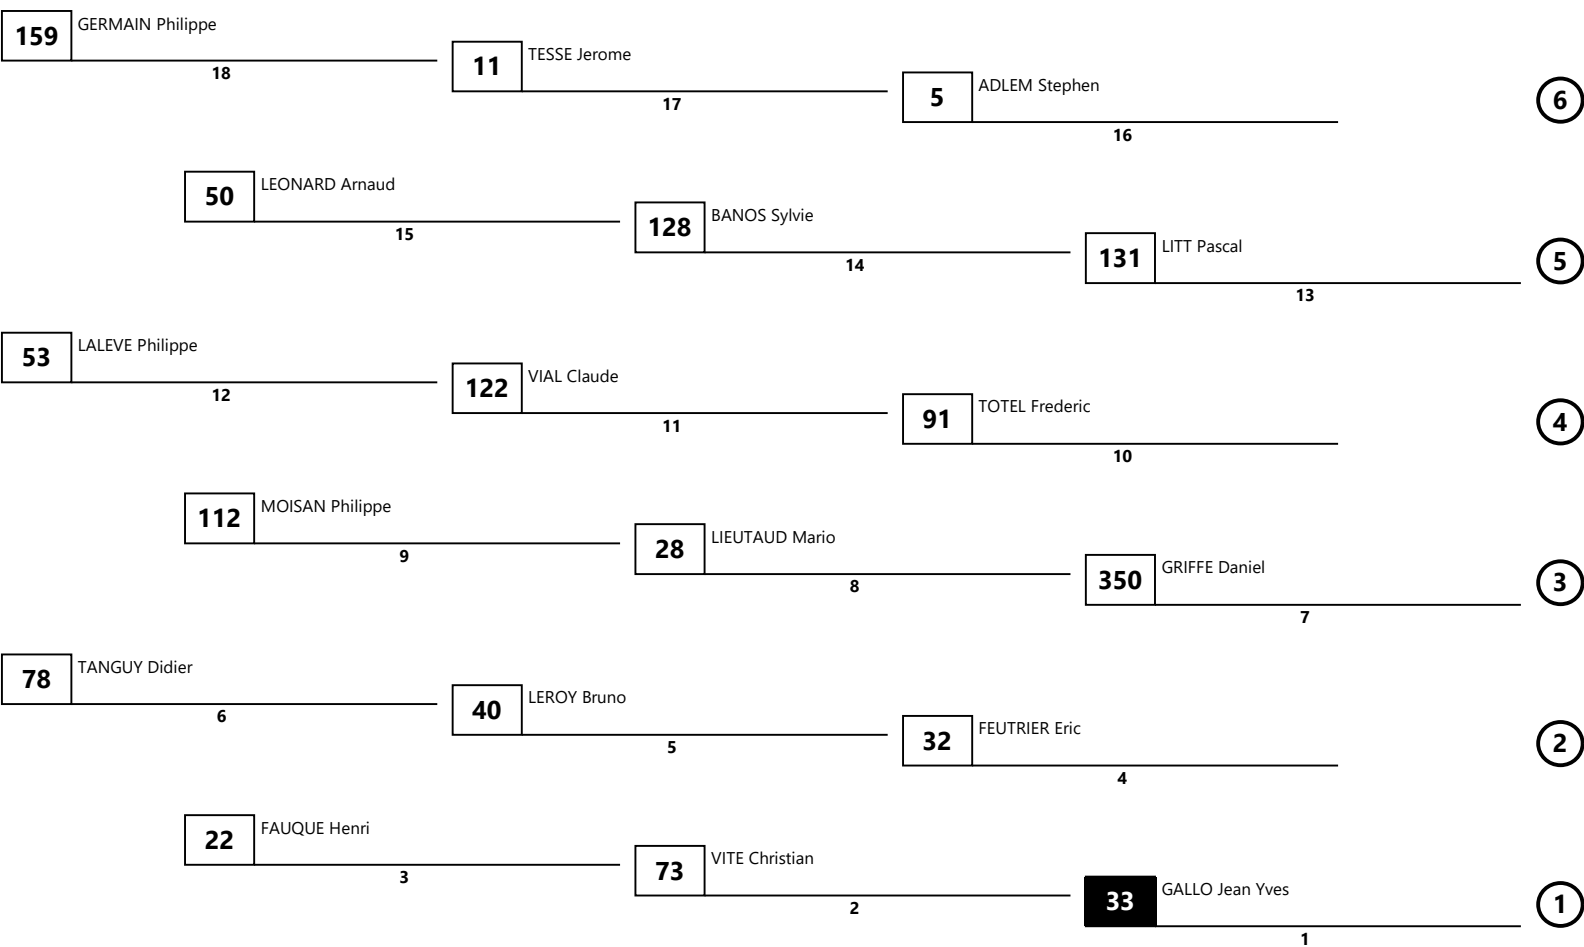 159 GERMAIN Philippe
18
11 TESSE Jerome
17
5 ADLEM Stephen
16
6
50 LEONARD Arnaud
15
128 BANOS Sylvie
14
131 LITT Pascal
13
5
53 LALEVE Philippe
12
122 VIAL Claude
11
91 TOTEL Frederic
10
4
112 MOISAN Philippe
9
28 LIEUTAUD Mario
8
350 GRIFFE Daniel
7
3
78 TANGUY Didier
6
40 LEROY Bruno
5
32 FEUTRIER Eric
4
2
22 FAUQUE Henri
3
73 VITE Christian
2
33 GALLO Jean Yves
1
1